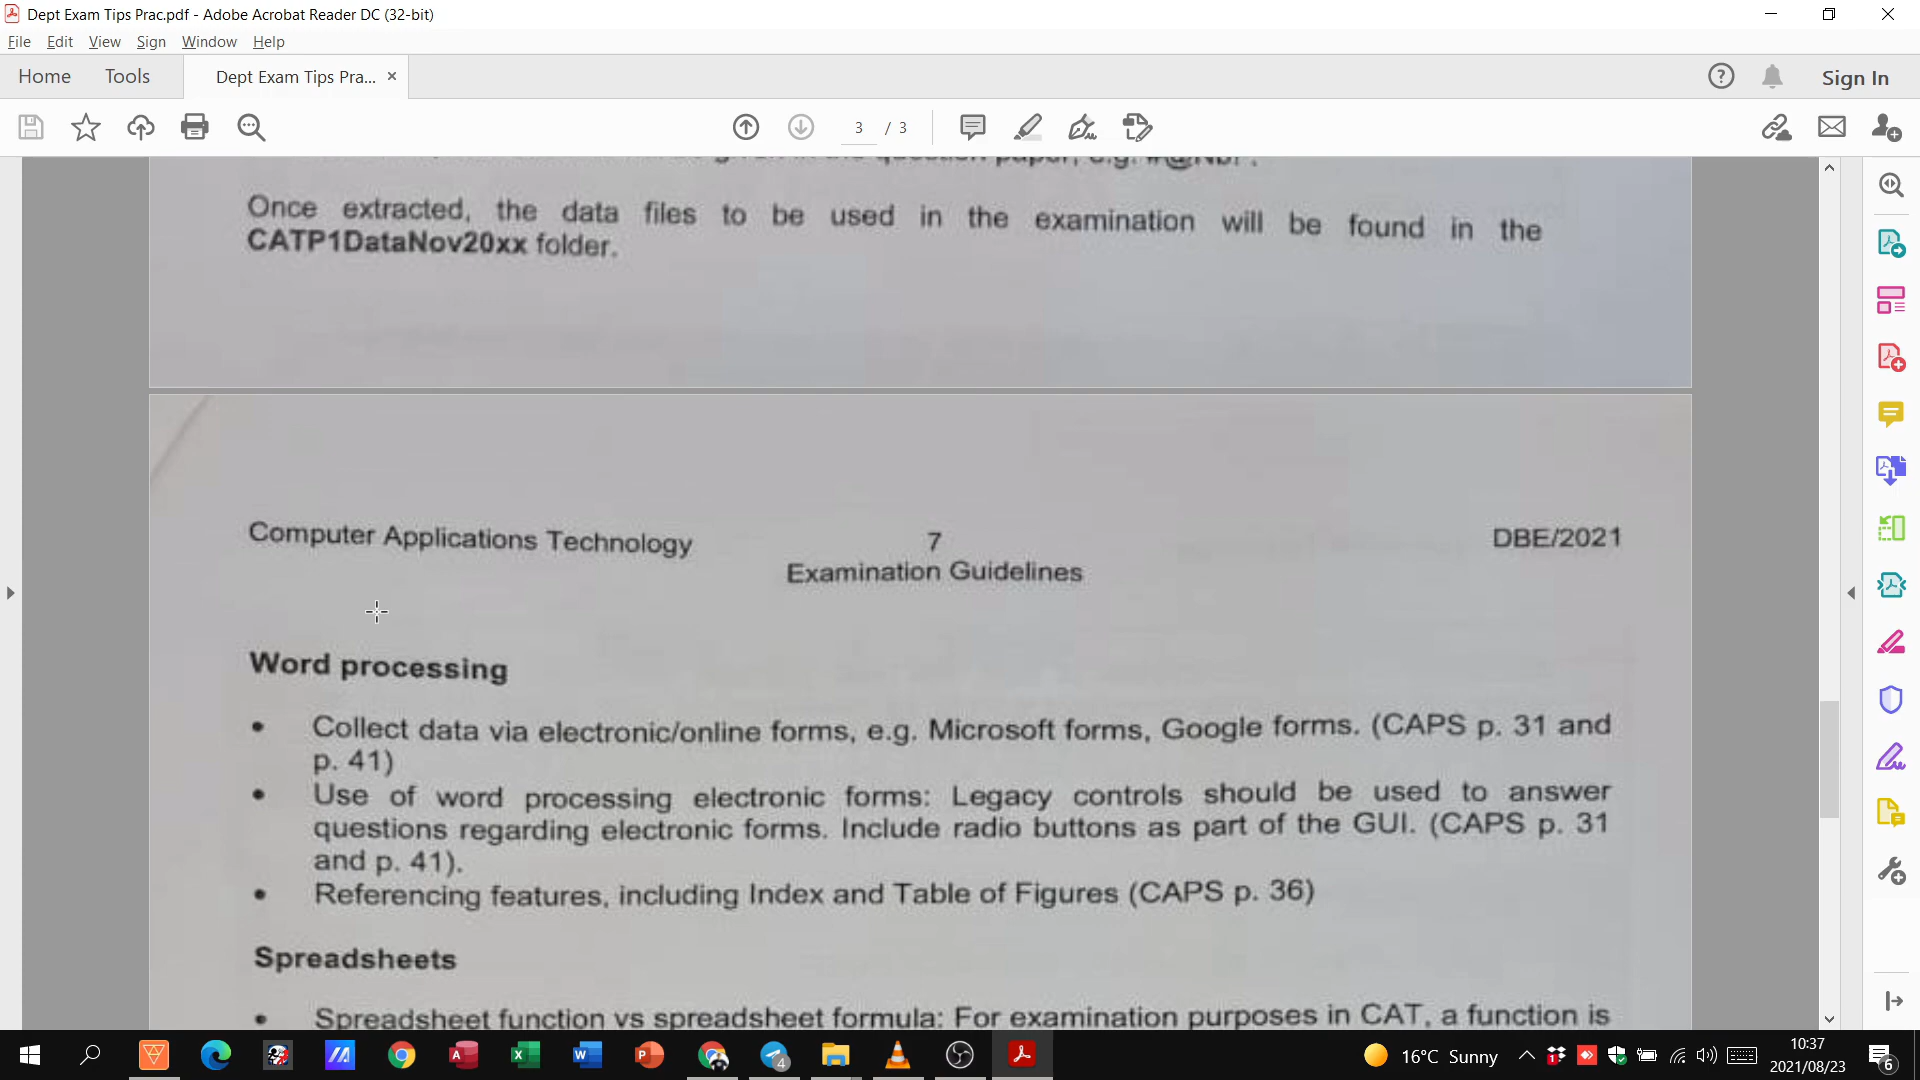 Dept Exam Tips Prac.pdf - Adobe Acrobat Reader DC (32-bit)
File Edit View Sign Window Help
Home Tools Dept Exam Tips Pra... × Sign In
3 / 3
question paper, e.g.
Once extracted, the data files to be used in the examination will be found in the
CATP1DataNov20xx folder.
Computer Applications Technology 7 DBE/2021
Examination Guidelines
Word processing
• Collect data via electronic/online forms, e.g. Microsoft forms, Google forms. (CAPS p. 31 and
p. 41)
• Use of word processing electronic forms: Legacy controls should be used to answer
questions regarding electronic forms. Include radio buttons as part of the GUI. (CAPS p. 31
and p. 41).
• Referencing features, including Index and Table of Figures (CAPS p. 36)
Spreadsheets
• Spreadsheet function vs spreadsheet formula: For examination purposes in CAT, a function is
16°C Sunny
10:37
2021/08/23
4
6